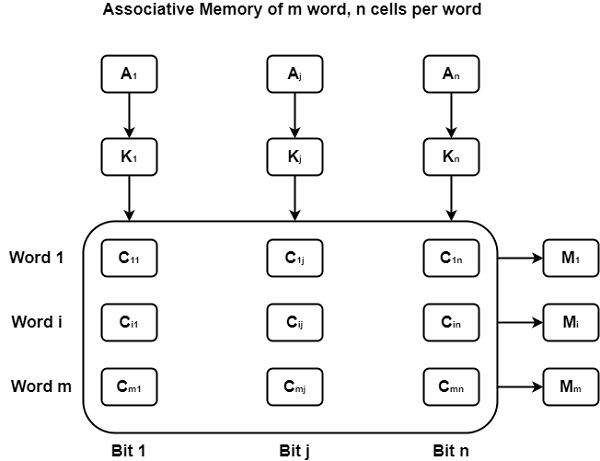 Associative Memory of m word, n cells per word
A1 Aj An
K1 Kj Kn
Word 1 C11 C1j C1n M1
Word i Ci1 Cij Cin Mi
Word m Cm1 Cmj Cmn Mm
Bit 1 Bit j Bit n